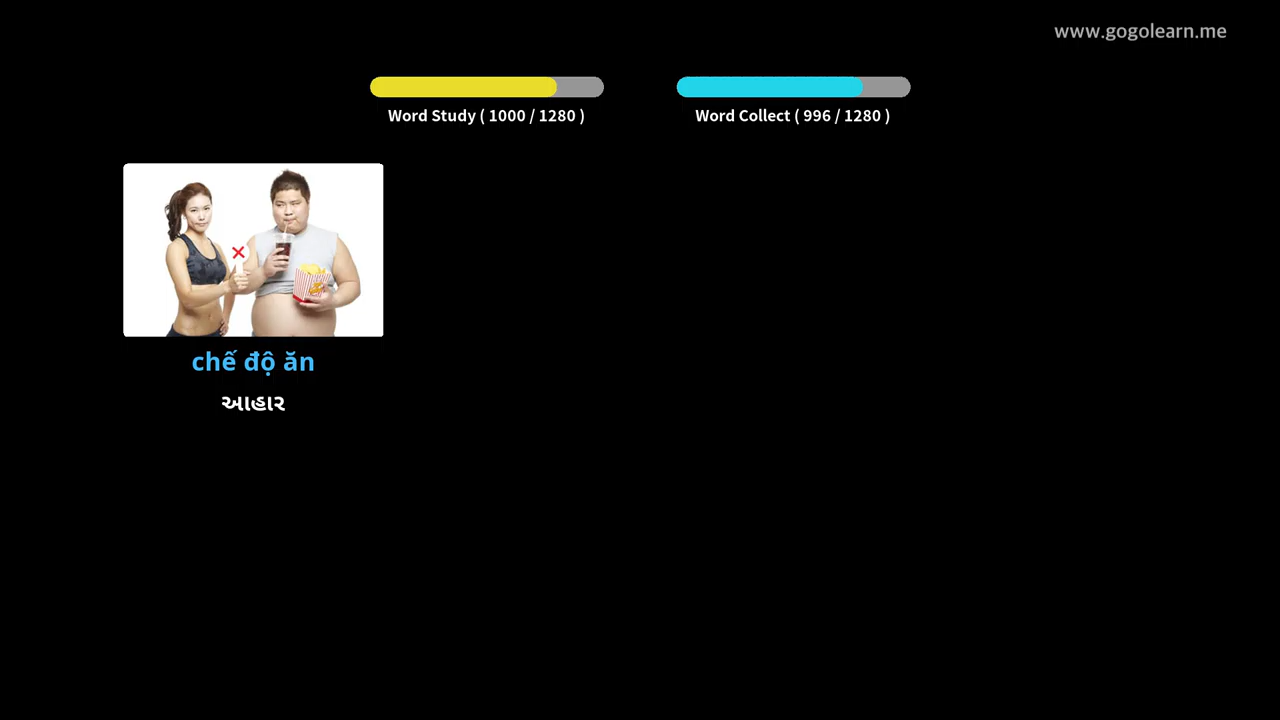 www.gogolearn.me
Word Study ( 1000 / 1280 )
Word Collect ( 996 / 1280 )
chế độ ăn
આહાર